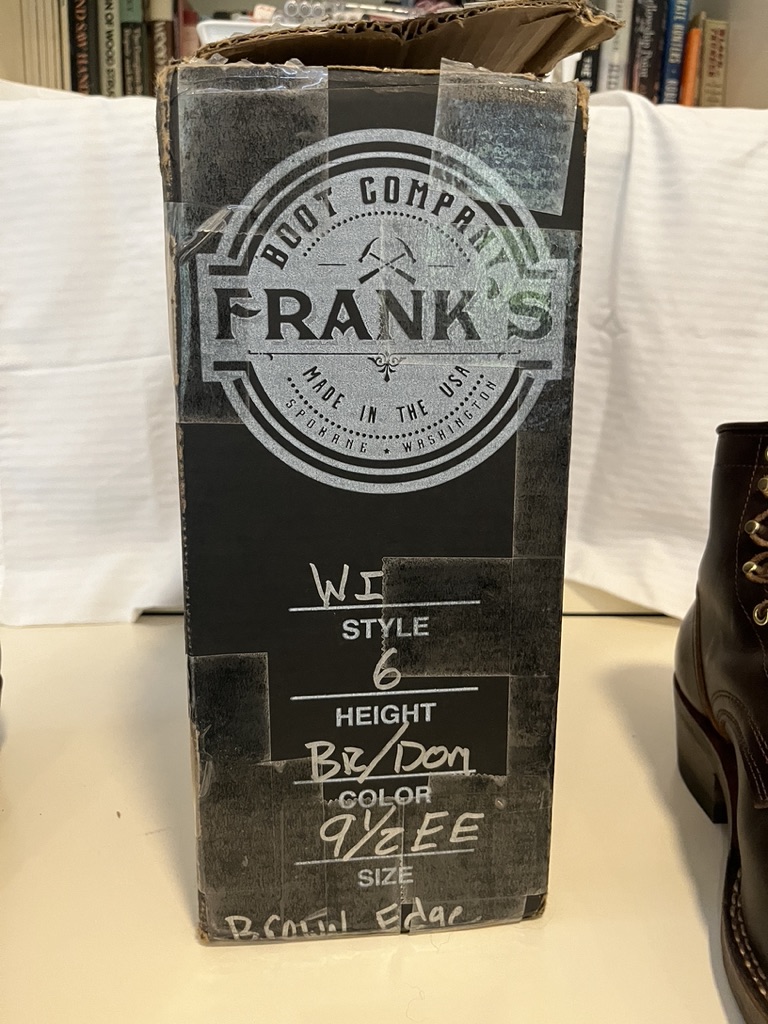 BOOT COMPANY
FRANK'S
MADE IN THE USA
SPOKANE ★ WASHINGTON
WI
STYLE
6
HEIGHT
BR/DOM
COLOR
9½ EE
SIZE
Brown Edge